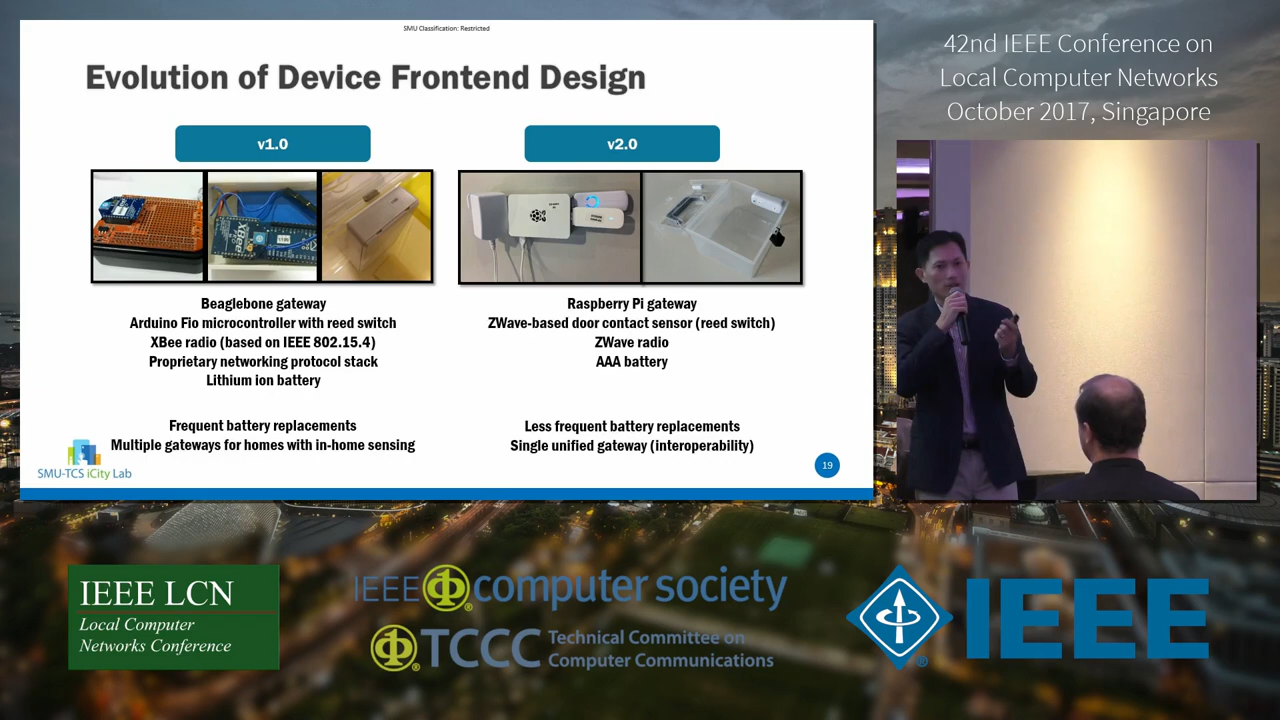 SMU Classification: Restricted
Evolution of Device Frontend Design
v1.0
v2.0
XBee
Beaglebone gateway
Arduino Fio microcontroller with reed switch
XBee radio (based on IEEE 802.15.4)
Proprietary networking protocol stack
Lithium ion battery
Frequent battery replacements
Multiple gateways for homes with in-home sensing
Raspberry Pi gateway
ZWave-based door contact sensor (reed switch)
ZWave radio
AAA battery
Less frequent battery replacements
Single unified gateway (interoperability)
SMU-TCS iCity Lab
19
42nd IEEE Conference on
Local Computer Networks
October 2017, Singapore
IEEE LCN
Local Computer
Networks Conference
IEEE computer society
TCCC Technical Committee on
Computer Communications
IEEE